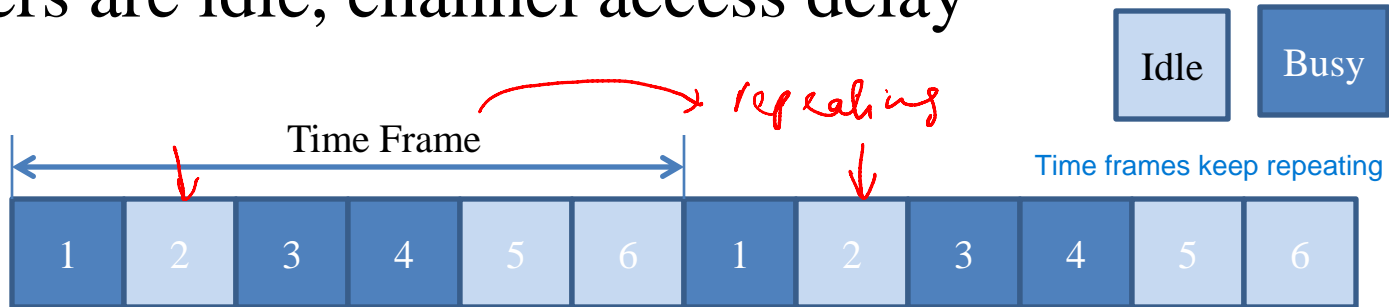 ers are idle, channel access delay
Idle Busy
repeating
Time Frame
Time frames keep repeating
1 2 3 4 5 6 1 2 3 4 5 6